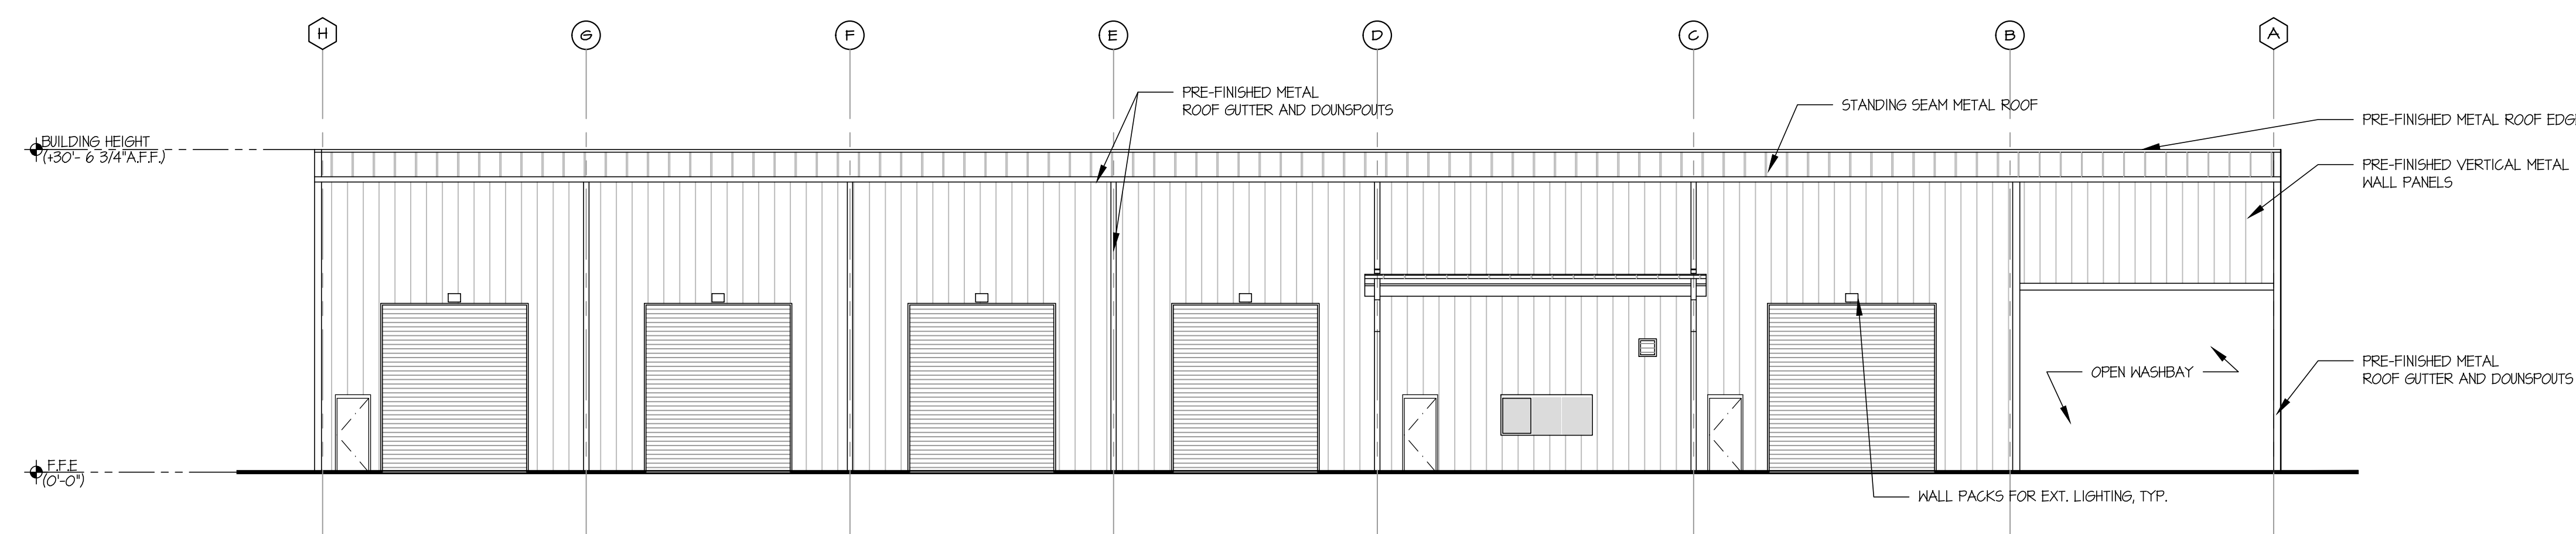 H
G
F
E
D
C
B
A
PRE-FINISHED METAL
ROOF GUTTER AND DOUNSPOUTS
STANDING SEAM METAL ROOF
PRE-FINISHED METAL ROOF EDG
BUILDING HEIGHT
(+30'- 6 3/4"A.F.F.)
PRE-FINISHED VERTICAL METAL
WALL PANELS
OPEN WASHBAY
PRE-FINISHED METAL
ROOF GUTTER AND DOUNSPOUTS
F.F.E
(0'-0")
WALL PACKS FOR EXT. LIGHTING, TYP.